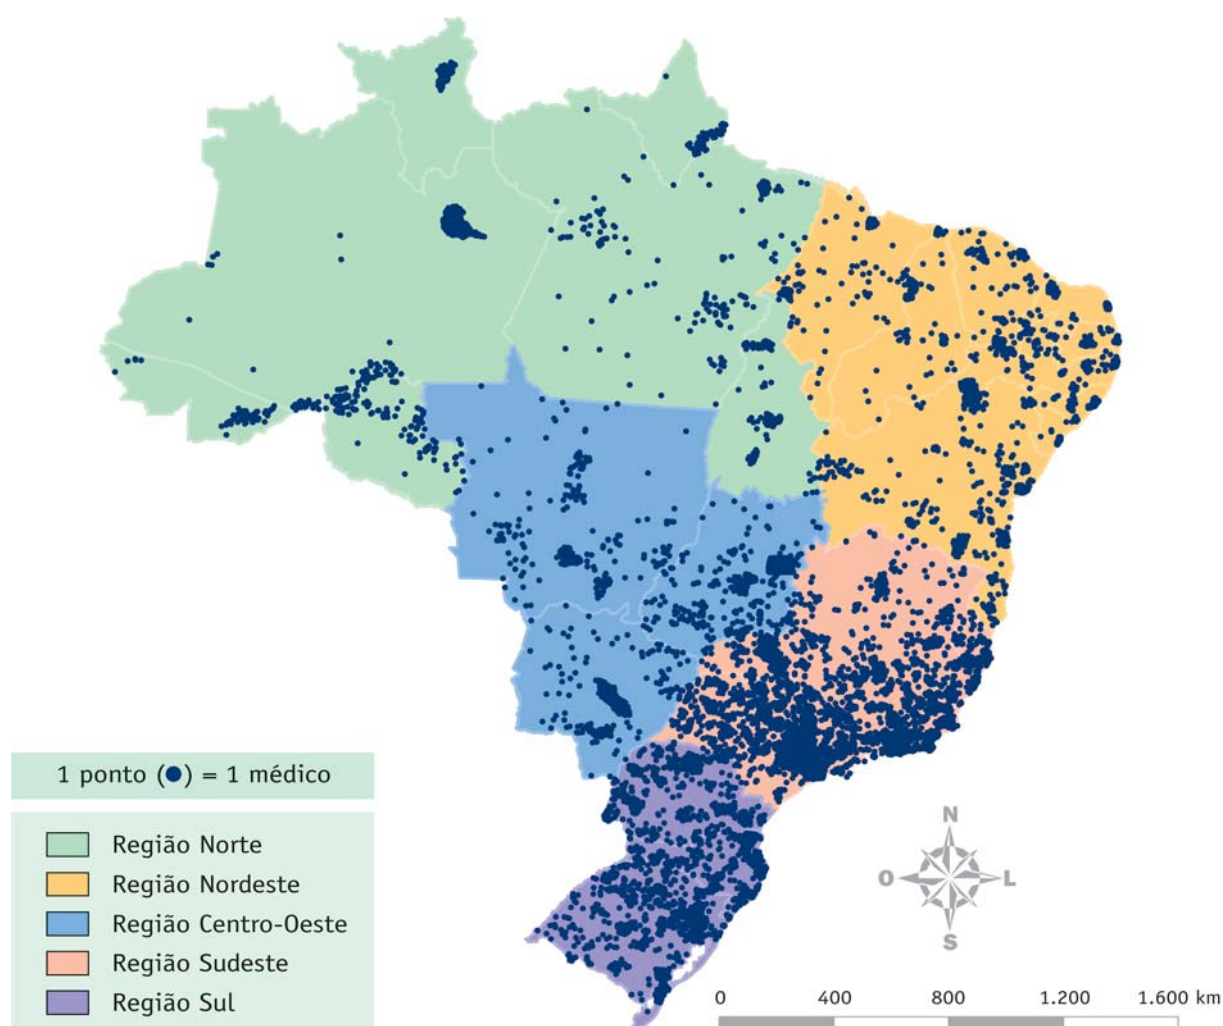 1 ponto (●) = 1 médico
Região Norte
Região Nordeste
Região Centro-Oeste
Região Sudeste
Região Sul
N
O L
S
0 400 800 1.200 1.600 km